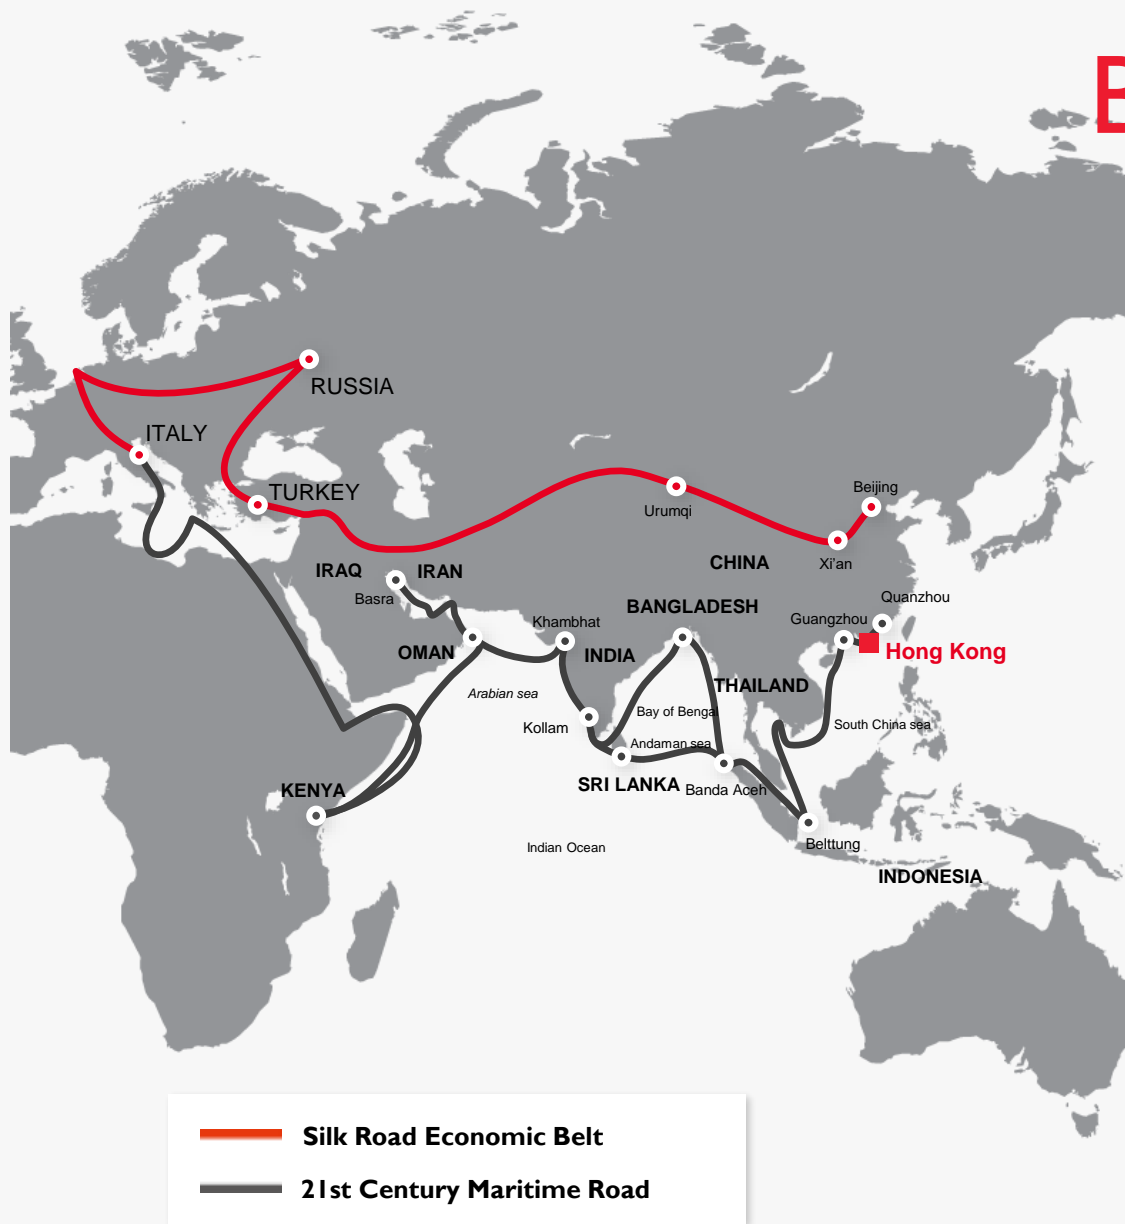 B
RUSSIA
ITALY
TURKEY
Urumqi
Beijing
Xi'an
CHINA
IRAQ
IRAN
Basra
BANGLADESH
Quanzhou
Khambhat
Guangzhou
OMAN
INDIA
Hong Kong
Arabian sea
THAILAND
Bay of Bengal
Kollam
South China sea
Andaman sea
SRI LANKA
Banda Aceh
KENYA
Indian Ocean
Belttung
INDONESIA
Silk Road Economic Belt
21st Century Maritime Road